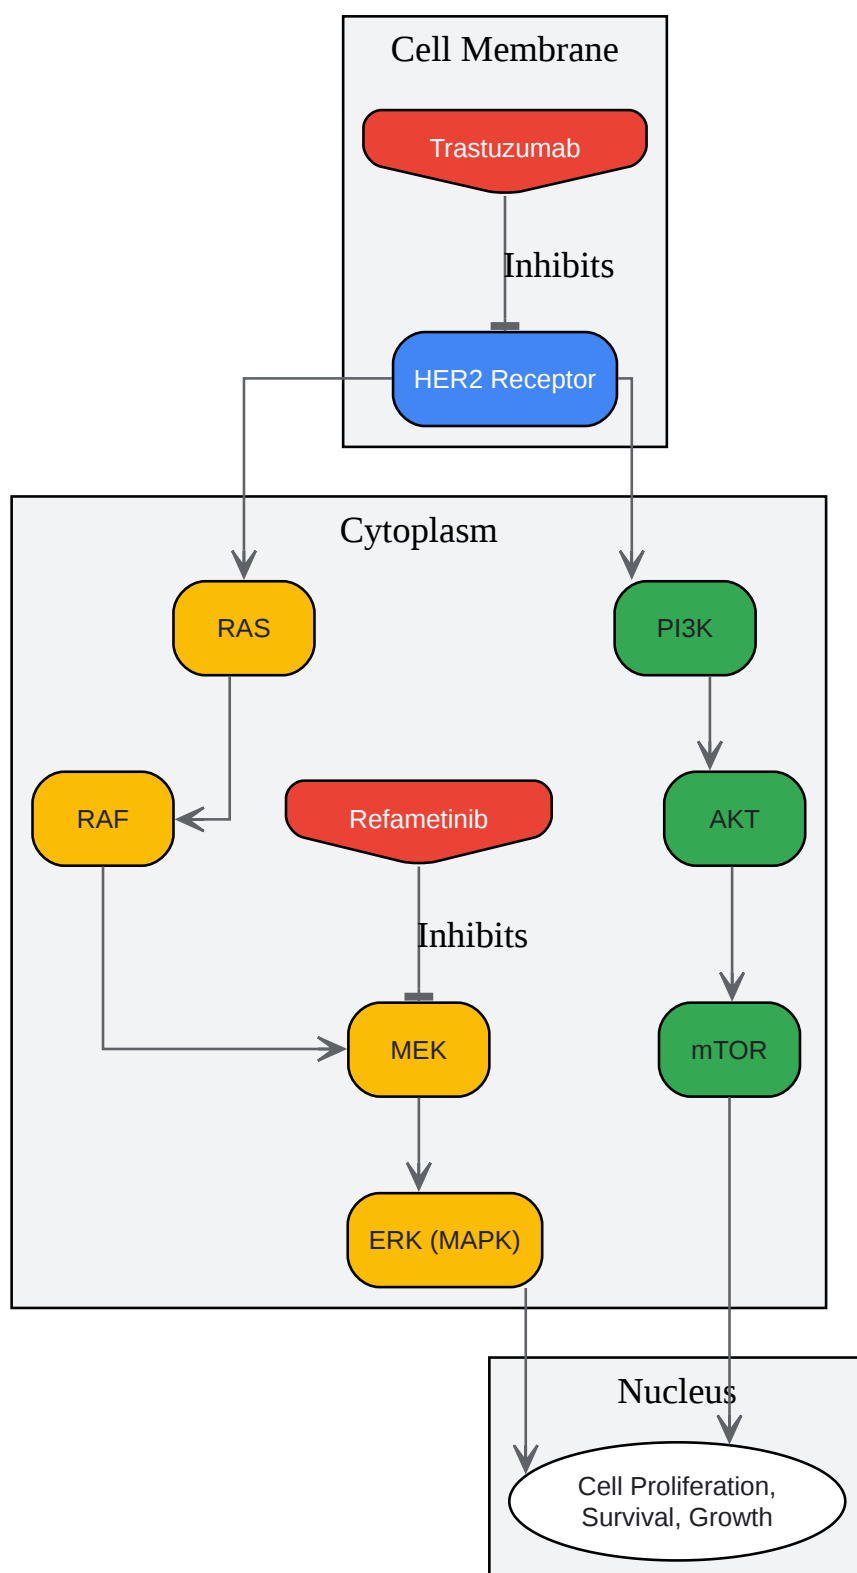 Cell Membrane
Trastuzumab
Inhibits
HER2 Receptor
Cytoplasm
RAS
PI3K
RAF
Refametinib
AKT
Inhibits
MEK
mTOR
ERK (MAPK)
Nucleus
Cell Proliferation,
Survival, Growth